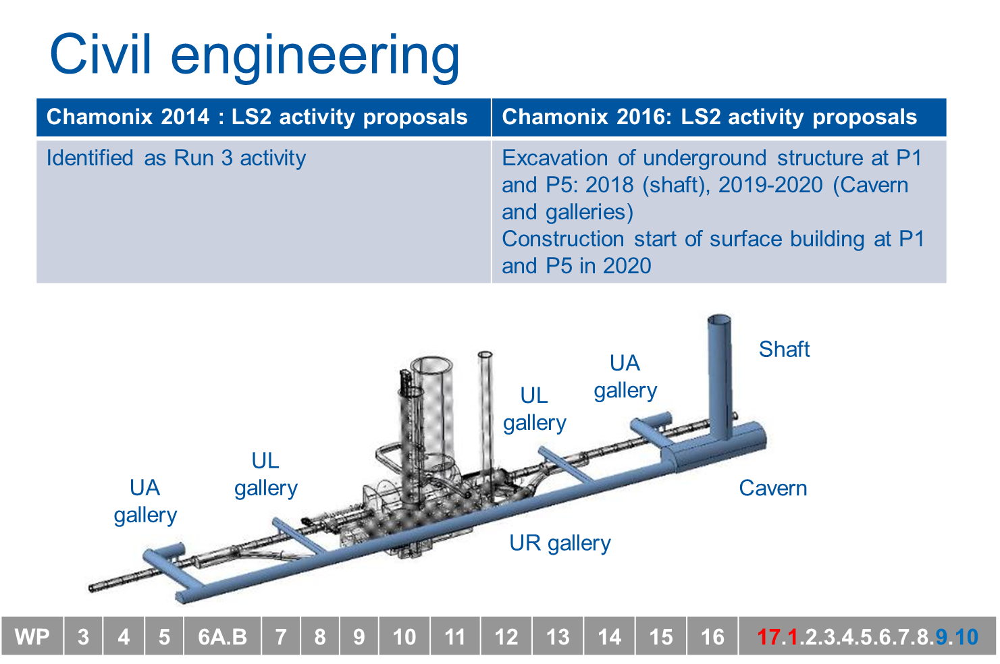 Civil engineering
Chamonix 2014 : LS2 activity proposals
Chamonix 2016: LS2 activity proposals
Identified as Run 3 activity
Excavation of underground structure at P1
and P5: 2018 (shaft), 2019-2020 (Cavern
and galleries)
Construction start of surface building at P1
and P5 in 2020
Shaft
UA
gallery
UL
gallery
UL
gallery
UA
gallery
Cavern
UR gallery
WP 3 4 5 6A.B 7 8 9 10 11 12 13 14 15 16 17.1.2.3.4.5.6.7.8.9.10